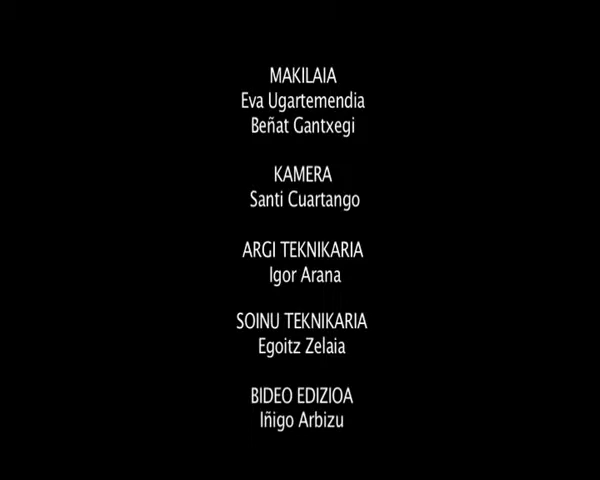 MAKILAIA
Eva Ugartemendia
Beñat Gantxegi
KAMERA
Santi Cuartango
ARGI TEKNIKARIA
Igor Arana
SOINU TEKNIKARIA
Egoitz Zelaia
BIDEO EDIZIOA
Iñigo Arbizu